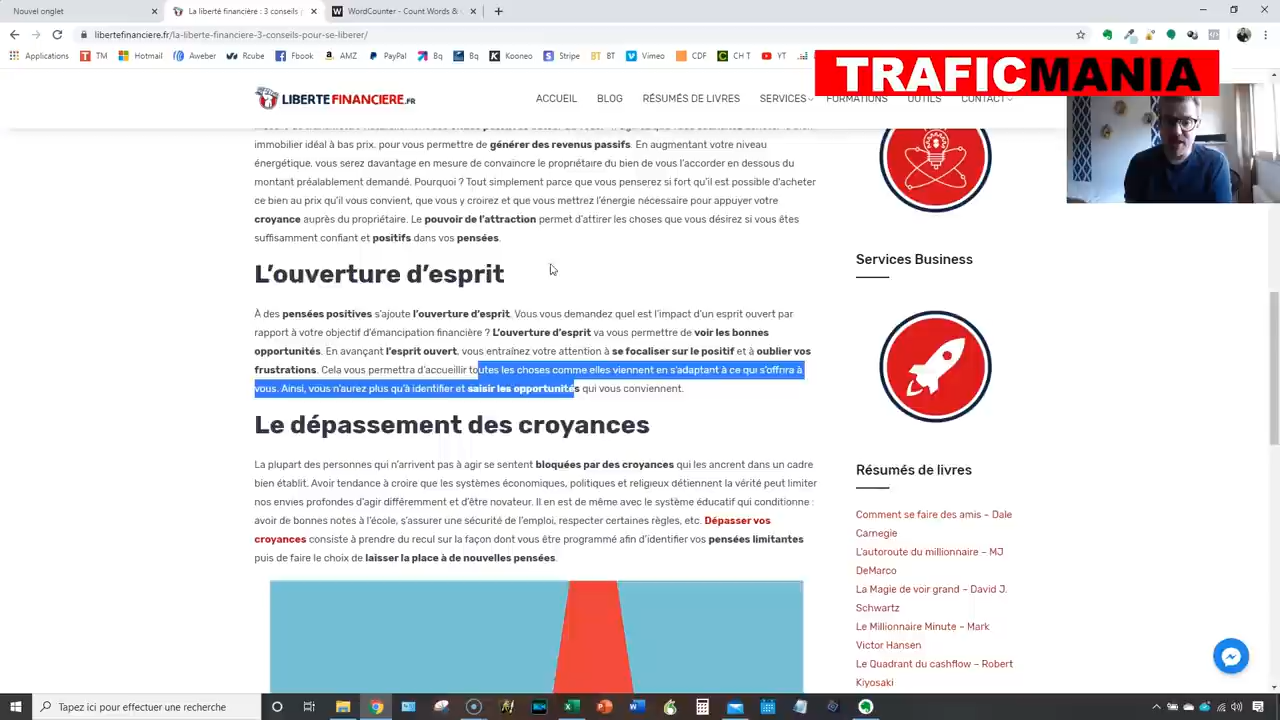 Nouvel onglet
La liberté financière : 3 conseils p
WordCounter - Count Words &
libertefinanciere.fr/la-liberte-financiere-3-conseils-pour-se-liberer/
Applications TM Hotmail Aweber Rcube Fbook AMZ PayPal Bq Bq Kooneo Stripe BT Vimeo CDF CH T YT
TRAFICMANIA
LIBERTEFINANCIERE.FR
ACCUEIL BLOG RÉSUMÉS DE LIVRES SERVICES FORMATIONS OUTILS CONTACT
immobilier idéal à bas prix. pour vous permettre de générer des revenus passifs. En augmentant votre niveau
énergétique, vous serez davantage en mesure de convaincre le propriétaire du bien de vous l'accorder en dessous du
montant préalablement demandé. Pourquoi ? Tout simplement parce que vous penserez si fort qu'il est possible d'acheter
ce bien au prix qu'il vous convient, que vous y croirez et que vous mettrez l'énergie nécessaire pour appuyer votre
croyance auprès du propriétaire. Le pouvoir de l'attraction permet d'attirer les choses que vous désirez si vous êtes
suffisamment confiant et positifs dans vos pensées.
L'ouverture d'esprit
À des pensées positives s'ajoute l'ouverture d'esprit. Vous vous demandez quel est l'impact d'un esprit ouvert par
rapport à votre objectif d'émancipation financière ? L'ouverture d'esprit va vous permettre de voir les bonnes
opportunités. En avançant l'esprit ouvert, vous entraînez votre attention à se focaliser sur le positif et à oublier vos
frustrations. Cela vous permettra d'accueillir toutes les choses comme elles viennent en s'adaptant à ce qui s'offrira à
vous. Ainsi, vous n'aurez plus qu'à identifier et saisir les opportunités qui vous conviennent.
Le dépassement des croyances
La plupart des personnes qui n'arrivent pas à agir se sentent bloquées par des croyances qui les ancrent dans un cadre
bien établit. Avoir tendance à croire que les systèmes économiques, politiques et religieux détiennent la vérité peut limiter
nos envies profondes d'agir différemment et d'être novateur. Il en est de même avec le système éducatif qui conditionne :
avoir de bonnes notes à l'école, s'assurer une sécurité de l'emploi, respecter certaines règles, etc. Dépasser vos
croyances consiste à prendre du recul sur la façon dont vous être programmé afin d'identifier vos pensées limitantes
puis de faire le choix de laisser la place à de nouvelles pensées.
Services Business
Résumés de livres
Comment se faire des amis – Dale
Carnegie
L'autoroute du millionnaire – MJ
DeMarco
La Magie de voir grand – David J.
Schwartz
Le Millionnaire Minute – Mark
Victor Hansen
Le Quadrant du cashflow – Robert
Kiyosaki
Tapez ici pour effectuer une recherche